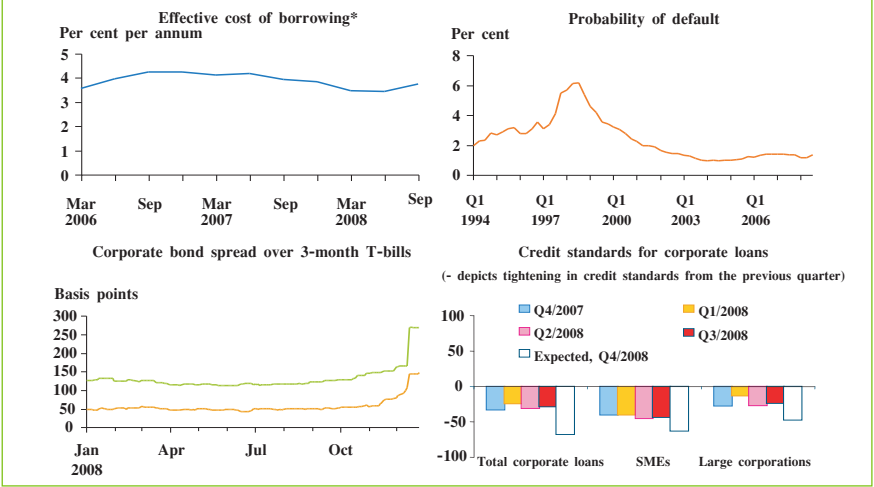 Effective cost of borrowing*
Per cent per annum
5
4
3
2
1
0
Mar Sep Mar Sep Mar Sep
2006 2007 2008
Probability of default
Per cent
8
6
4
2
0
Q1 Q1 Q1 Q1 Q1
1994 1997 2000 2003 2006
Corporate bond spread over 3-month T-bills
Basis points
300
250
200
150
100
50
0
Jan Apr Jul Oct
2008
Credit standards for corporate loans
(- depicts tightening in credit standards from the previous quarter)
100
50
0
-50
-100
Q4/2007 Q1/2008
Q2/2008 Q3/2008
Expected, Q4/2008
Total corporate loans SMEs Large corporations